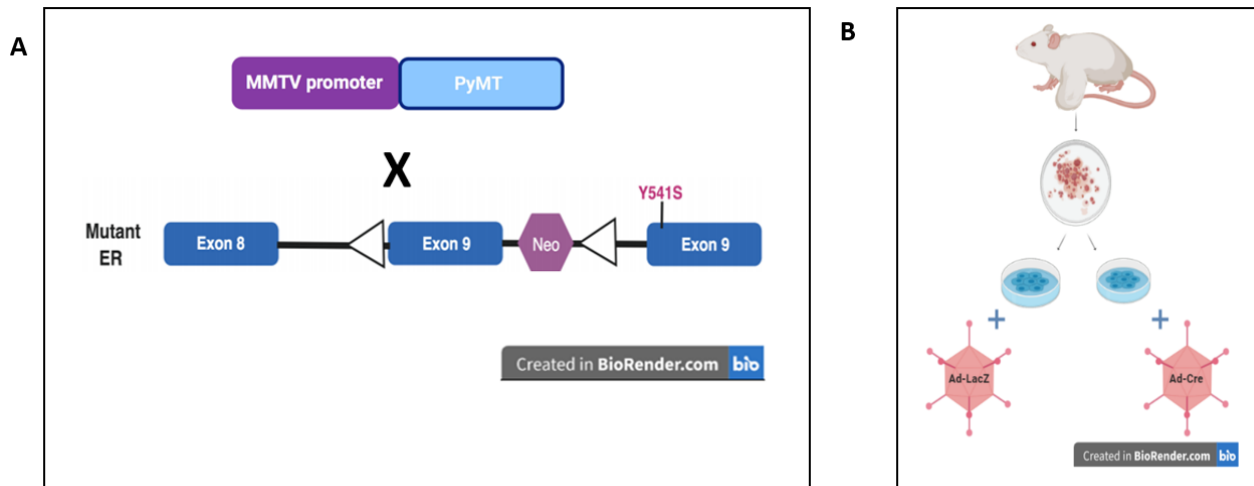 A
MMTV promoter PyMT
X
Y541S
Mutant
ER
Exon 8 Exon 9 Neo Exon 9
Created in BioRender.com bio
B
+ +
Ad-LacZ Ad-Cre
Created in BioRender.com bio